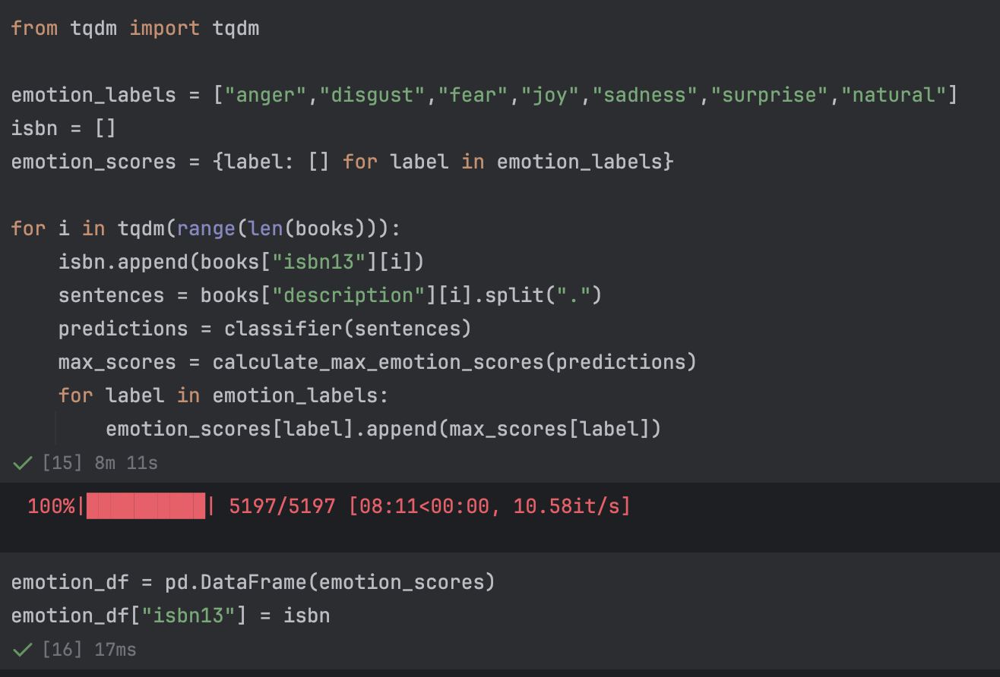 from tqdm import tqdm
emotion_labels = ["anger","disgust","fear","joy","sadness","surprise","natural"]
isbn = []
emotion_scores = {label: [] for label in emotion_labels}
for i in tqdm(range(len(books))):
    isbn.append(books["isbn13"][i])
    sentences = books["description"][i].split(".")
    predictions = classifier(sentences)
    max_scores = calculate_max_emotion_scores(predictions)
    for label in emotion_labels:
        emotion_scores[label].append(max_scores[label])
[15] 8m 11s
100%|██████████| 5197/5197 [08:11<00:00, 10.58it/s]
emotion_df = pd.DataFrame(emotion_scores)
emotion_df["isbn13"] = isbn
[16] 17ms